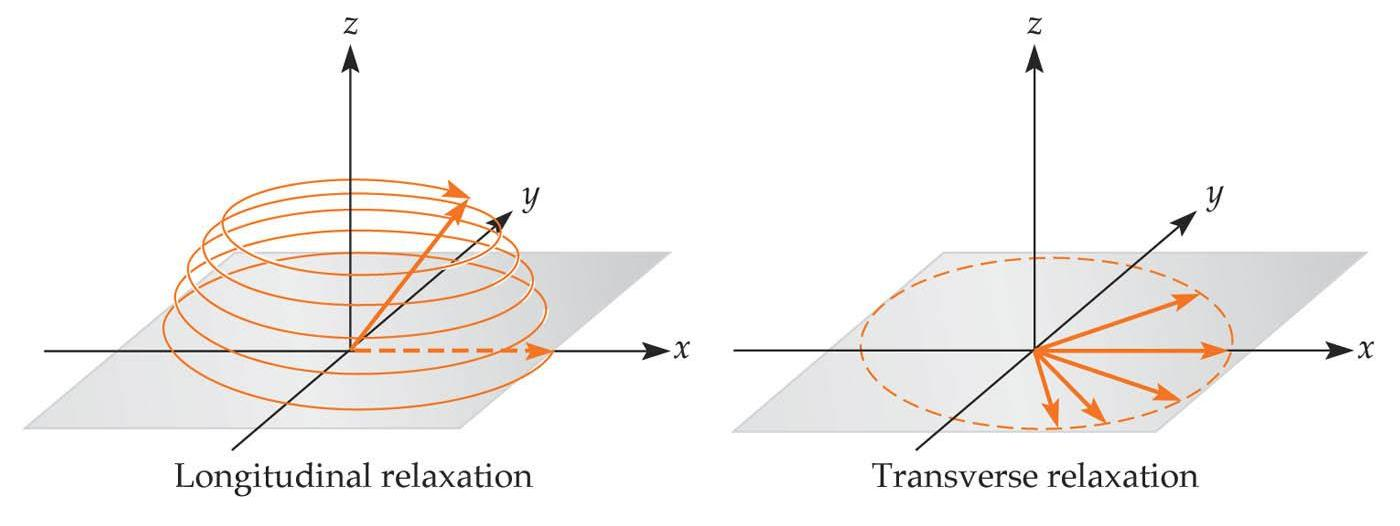 z
y
x
Longitudinal relaxation
z
y
x
Transverse relaxation